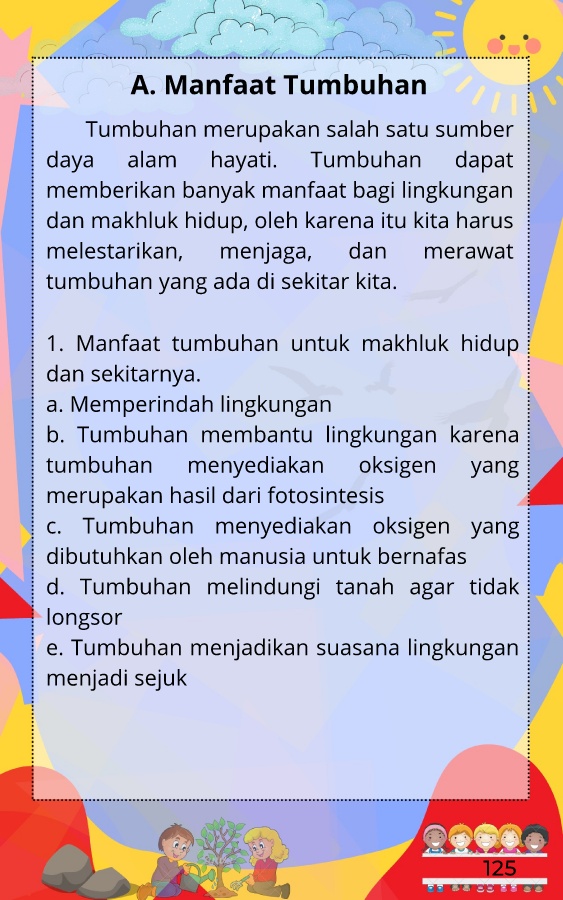 A. Manfaat Tumbuhan
Tumbuhan merupakan salah satu sumber
daya alam hayati. Tumbuhan dapat
memberikan banyak manfaat bagi lingkungan
dan makhluk hidup, oleh karena itu kita harus
melestarikan, menjaga, dan merawat
tumbuhan yang ada di sekitar kita.
1. Manfaat tumbuhan untuk makhluk hidup
dan sekitarnya.
a. Memperindah lingkungan
b. Tumbuhan membantu lingkungan karena
tumbuhan menyediakan oksigen yang
merupakan hasil dari fotosintesis
c. Tumbuhan menyediakan oksigen yang
dibutuhkan oleh manusia untuk bernafas
d. Tumbuhan melindungi tanah agar tidak
longsor
e. Tumbuhan menjadikan suasana lingkungan
menjadi sejuk
125